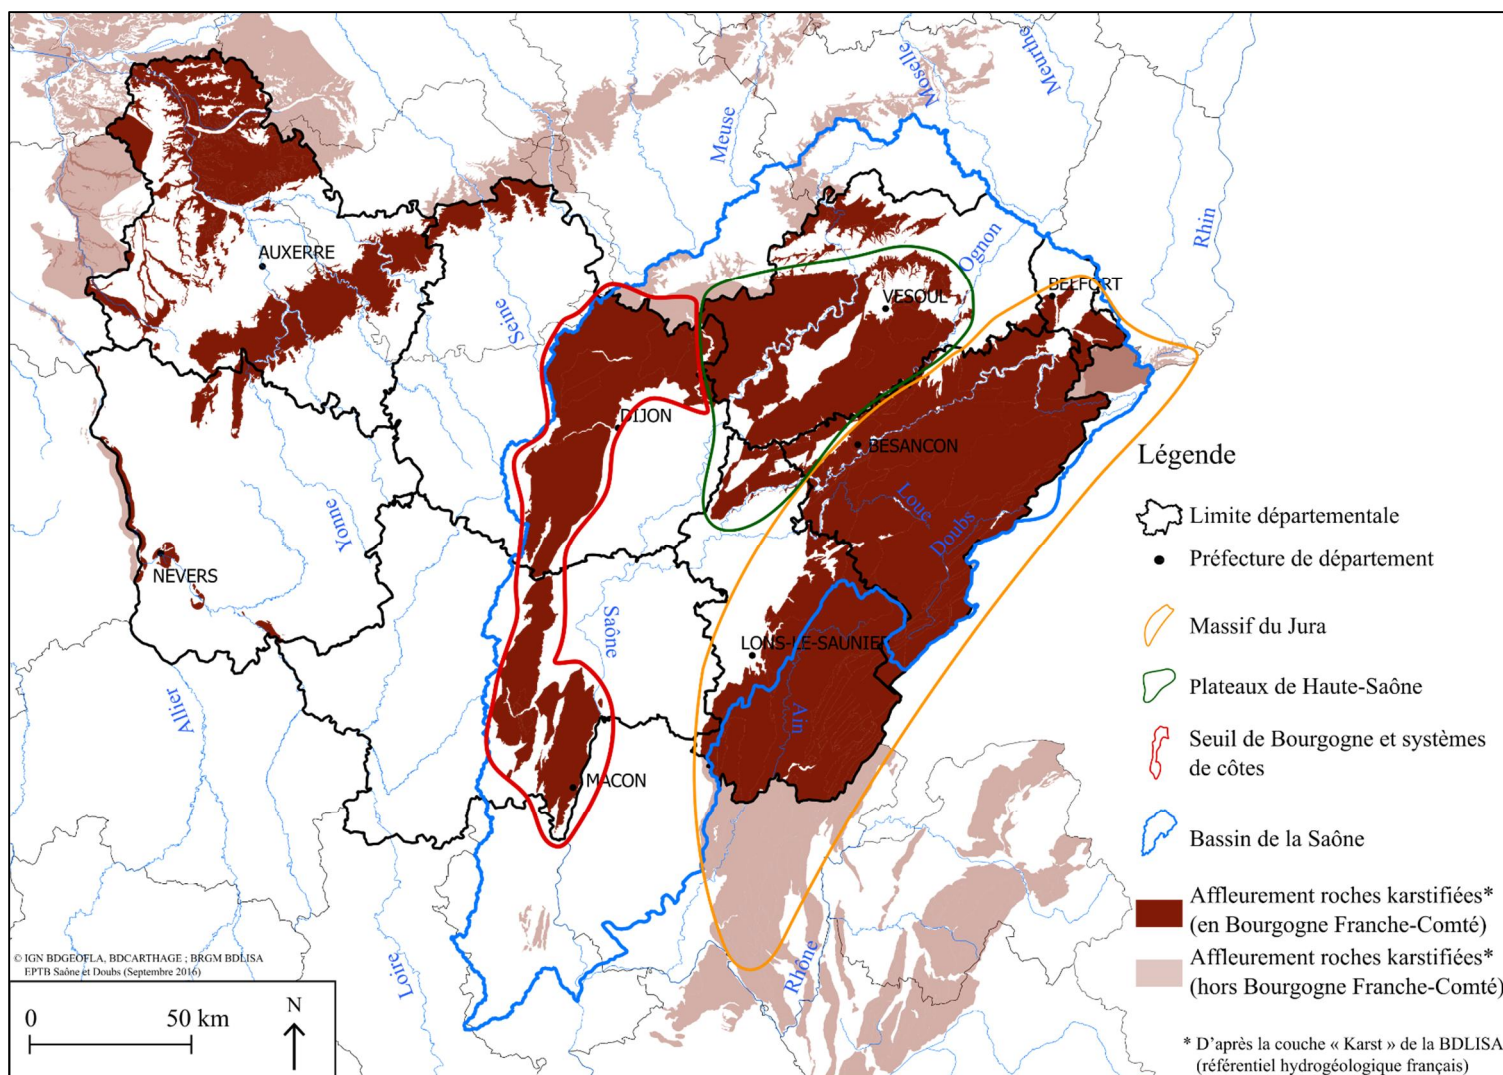 Moselle
Meurthe
Meuse
Rhin
Ognon
AUXERRE
BELFORT
VESOUL
Seine
DIJON
BESANCON
Loue
Doubs
Yonne
NEVERS
Saône
LONS-LE-SAUNIER
Allier
Ain
MACON
Loire
Rhône
Légende
Limite départementale
Préfecture de département
Massif du Jura
Plateaux de Haute-Saône
Seuil de Bourgogne et systèmes
de côtes
Bassin de la Saône
Affleurement roches karstifiées*
(en Bourgogne Franche-Comté)
Affleurement roches karstifiées*
(hors Bourgogne Franche-Comté)
* D'après la couche « Karst » de la BDLISA
(référentiel hydrogéologique français)
© IGN BDGEOFLA, BDCARTHAGE ; BRGM BDLISA
EPTB Saône et Doubs (Septembre 2016)
0 50 km
N